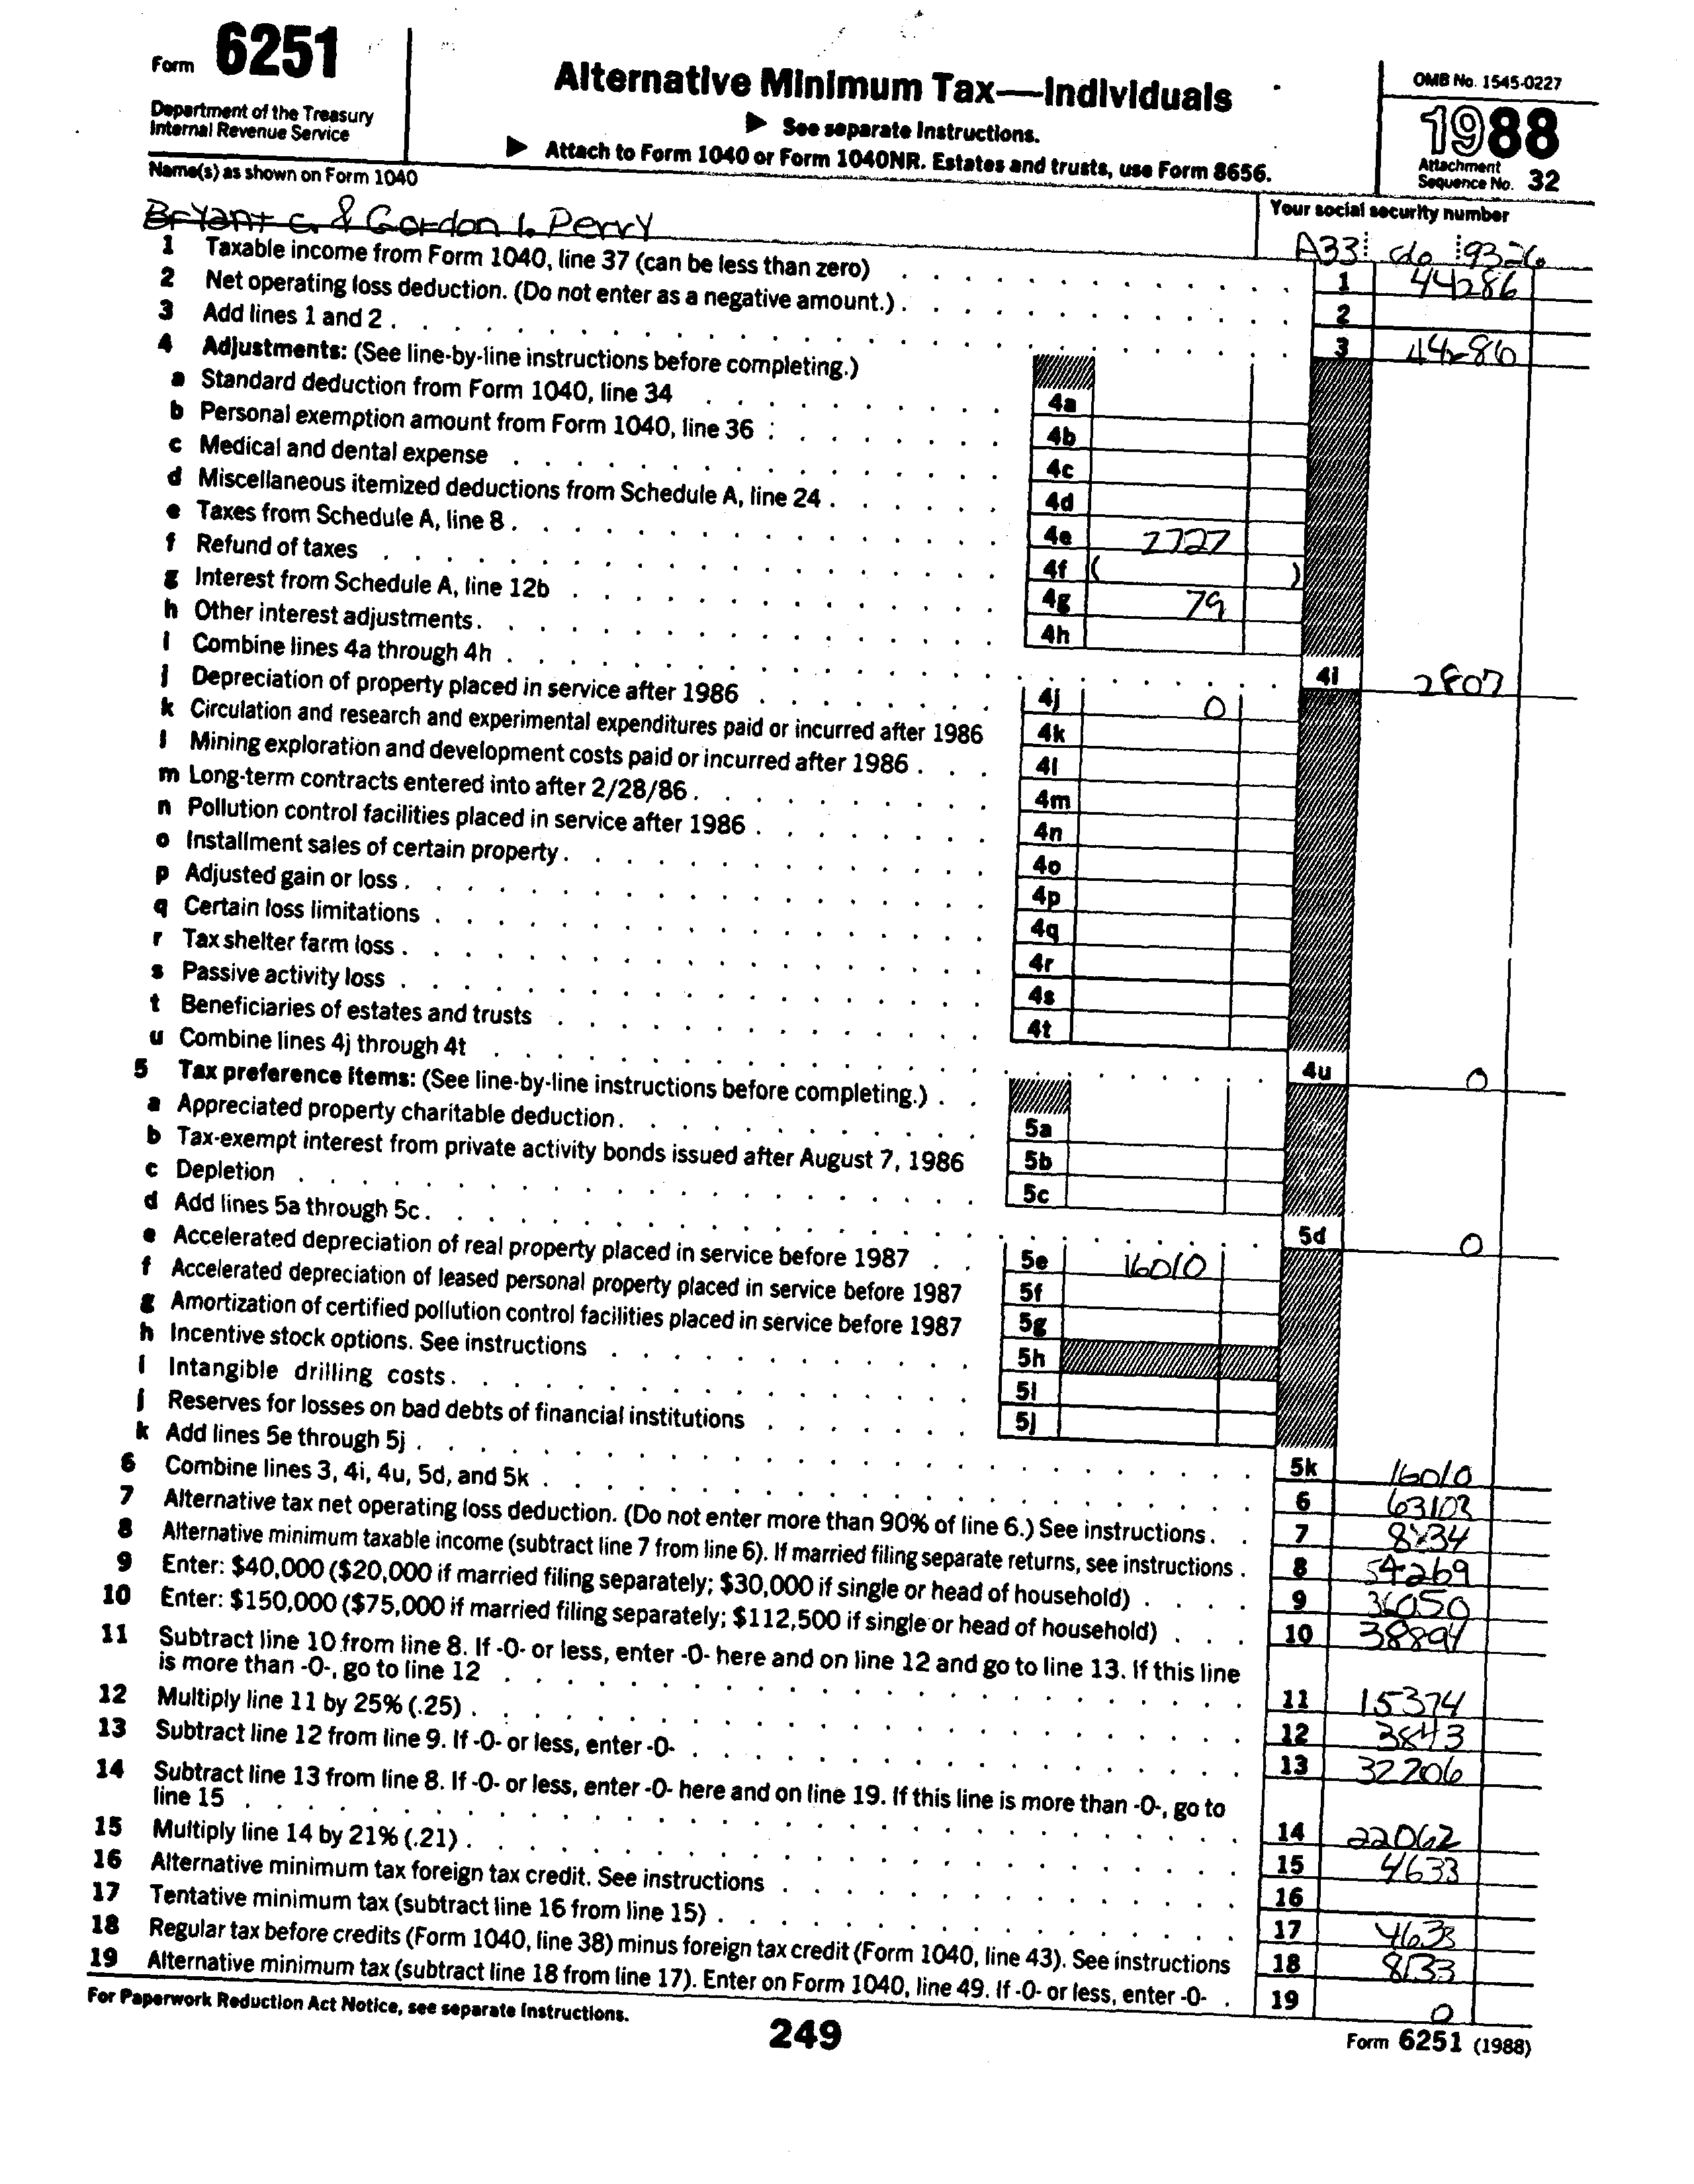 Form 6251
Department of the Treasury
Internal Revenue Service
Alternative Minimum Tax—Individuals
▶ See separate Instructions.
▶ Attach to Form 1040 or Form 1040NR. Estates and trusts, use Form 8656.
OMB No. 1545-0227
1988
Attachment
Sequence No. 32
Name(s) as shown on Form 1040
Your social security number
Bryant G. & Gordon L. Perry
A33 9326
1 Taxable income from Form 1040, line 37 (can be less than zero) 1 44286
2 Net operating loss deduction. (Do not enter as a negative amount.) 2
3 Add lines 1 and 2 3 44286
4 Adjustments: (See line-by-line instructions before completing.)
a Standard deduction from Form 1040, line 34 4a
b Personal exemption amount from Form 1040, line 36 4b
c Medical and dental expense 4c
d Miscellaneous itemized deductions from Schedule A, line 24 4d
e Taxes from Schedule A, line 8 4e 2727
f Refund of taxes 4f ( )
g Interest from Schedule A, line 12b 4g 79
h Other interest adjustments 4h
i Combine lines 4a through 4h 4i 2807
j Depreciation of property placed in service after 1986 4j 0
k Circulation and research and experimental expenditures paid or incurred after 1986 4k
l Mining exploration and development costs paid or incurred after 1986 4l
m Long-term contracts entered into after 2/28/86 4m
n Pollution control facilities placed in service after 1986 4n
o Installment sales of certain property 4o
p Adjusted gain or loss 4p
q Certain loss limitations 4q
r Tax shelter farm loss 4r
s Passive activity loss 4s
t Beneficiaries of estates and trusts 4t
u Combine lines 4j through 4t 4u 0
5 Tax preference items: (See line-by-line instructions before completing.)
a Appreciated property charitable deduction 5a
b Tax-exempt interest from private activity bonds issued after August 7, 1986 5b
c Depletion 5c
d Add lines 5a through 5c 5d 0
e Accelerated depreciation of real property placed in service before 1987 5e 16010
f Accelerated depreciation of leased personal property placed in service before 1987 5f
g Amortization of certified pollution control facilities placed in service before 1987 5g
h Incentive stock options. See instructions 5h
i Intangible drilling costs 5i
j Reserves for losses on bad debts of financial institutions 5j
k Add lines 5e through 5j 5k 16010
6 Combine lines 3, 4i, 4u, 5d, and 5k 6 63103
7 Alternative tax net operating loss deduction. (Do not enter more than 90% of line 6.) See instructions 7 8834
8 Alternative minimum taxable income (subtract line 7 from line 6). If married filing separate returns, see instructions 8 54269
9 Enter: $40,000 ($20,000 if married filing separately; $30,000 if single or head of household) 9 36050
10 Enter: $150,000 ($75,000 if married filing separately; $112,500 if single or head of household) 10 38894
11 Subtract line 10 from line 8. If -0- or less, enter -0- here and on line 12 and go to line 13. If this line
is more than -0-, go to line 12 11 15374
12 Multiply line 11 by 25% (.25) 12 3843
13 Subtract line 12 from line 9. If -0- or less, enter -0- 13 32206
14 Subtract line 13 from line 8. If -0- or less, enter -0- here and on line 19. If this line is more than -0-, go to
line 15 14 22062
15 Multiply line 14 by 21% (.21) 15 4633
16 Alternative minimum tax foreign tax credit. See instructions 16
17 Tentative minimum tax (subtract line 16 from line 15) 17 4633
18 Regular tax before credits (Form 1040, line 38) minus foreign tax credit (Form 1040, line 43). See instructions 18 8133
19 Alternative minimum tax (subtract line 18 from line 17). Enter on Form 1040, line 49. If -0- or less, enter -0- 19 0
For Paperwork Reduction Act Notice, see separate Instructions.
249
Form 6251 (1988)